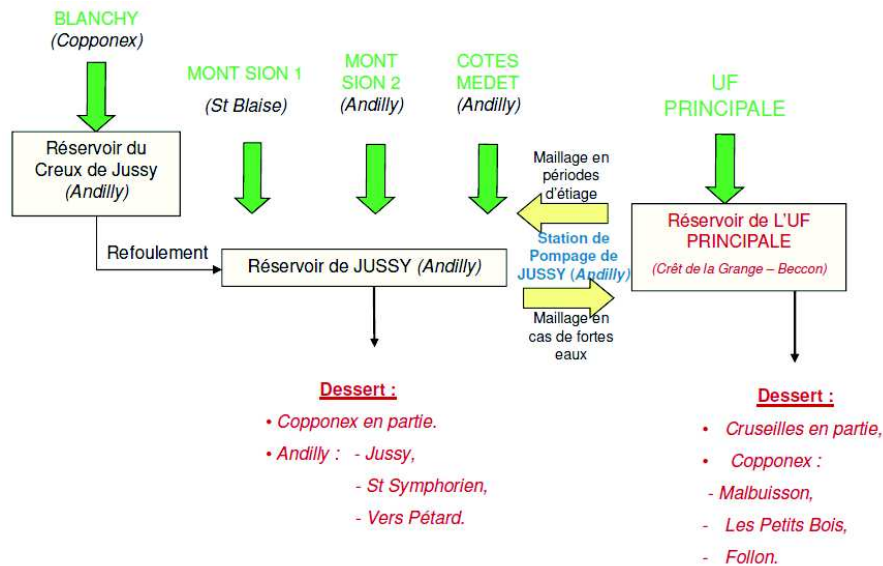 BLANCHY
(Copponex)
MONT SION 1
(St Blaise)
MONT
SION 2
(Andilly)
COTES
MEDET
(Andilly)
UF
PRINCIPALE
Réservoir du
Creux de Jussy
(Andilly)
Maillage en
périodes
d'étiage
Refoulement
Réservoir de JUSSY (Andilly)
Station de
Pompage de
JUSSY (Andilly)
Réservoir de L'UF
PRINCIPALE
(Crêt de la Grange – Beccon)
Maillage en
cas de fortes
eaux
Dessert :
• Copponex en partie.
• Andilly : - Jussy,
- St Symphorien,
- Vers Pétard.
Dessert :
• Cruseilles en partie,
• Copponex :
- Malbuisson,
- Les Petits Bois,
- Follon.